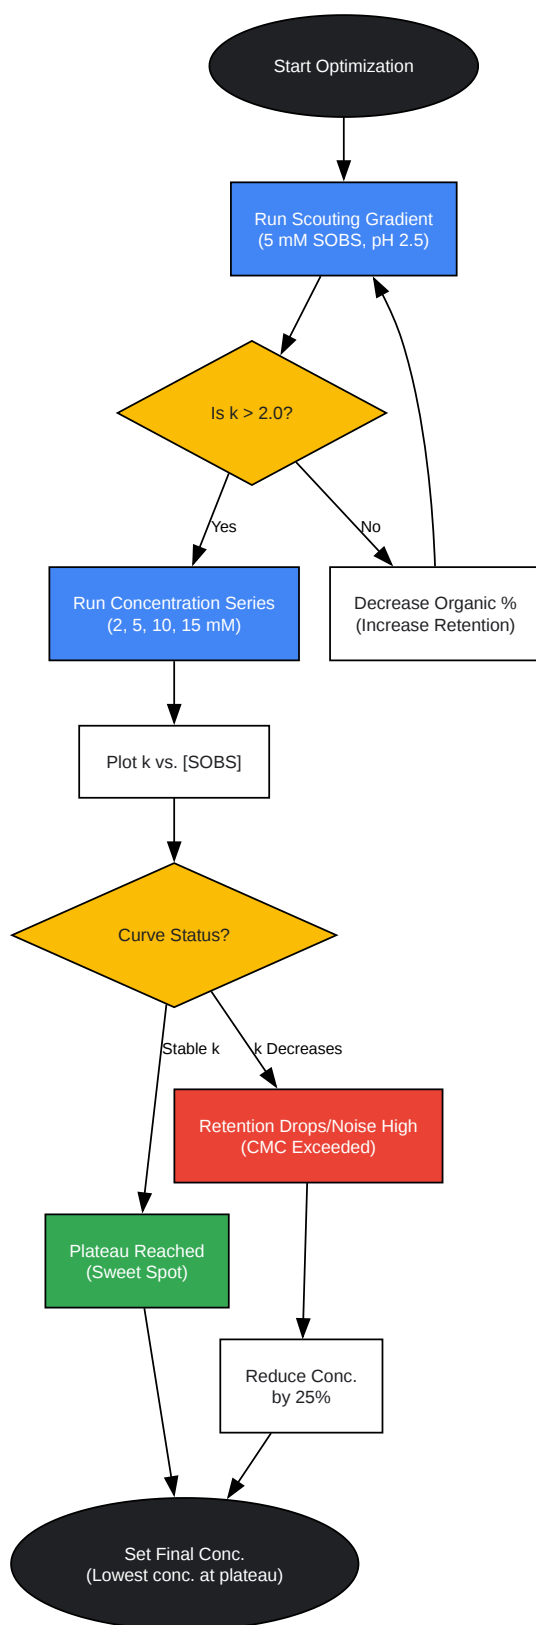 Start Optimization
Run Scouting Gradient
(5 mM SOBS, pH 2.5)
Is k > 2.0?
Yes
No
Run Concentration Series
(2, 5, 10, 15 mM)
Decrease Organic %
(Increase Retention)
Plot k vs. [SOBS]
Curve Status?
Stable k
k Decreases
Retention Drops/Noise High
(CMC Exceeded)
Plateau Reached
(Sweet Spot)
Reduce Conc.
by 25%
Set Final Conc.
(Lowest conc. at plateau)